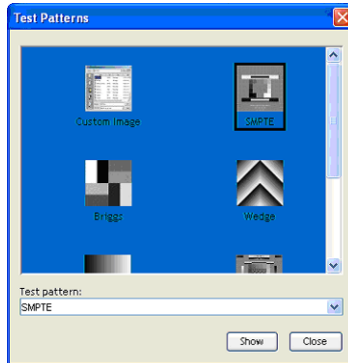 Test Patterns
Custom Image
SMPTE
Briggs
Wedge
Test pattern:
SMPTE
Show
Close